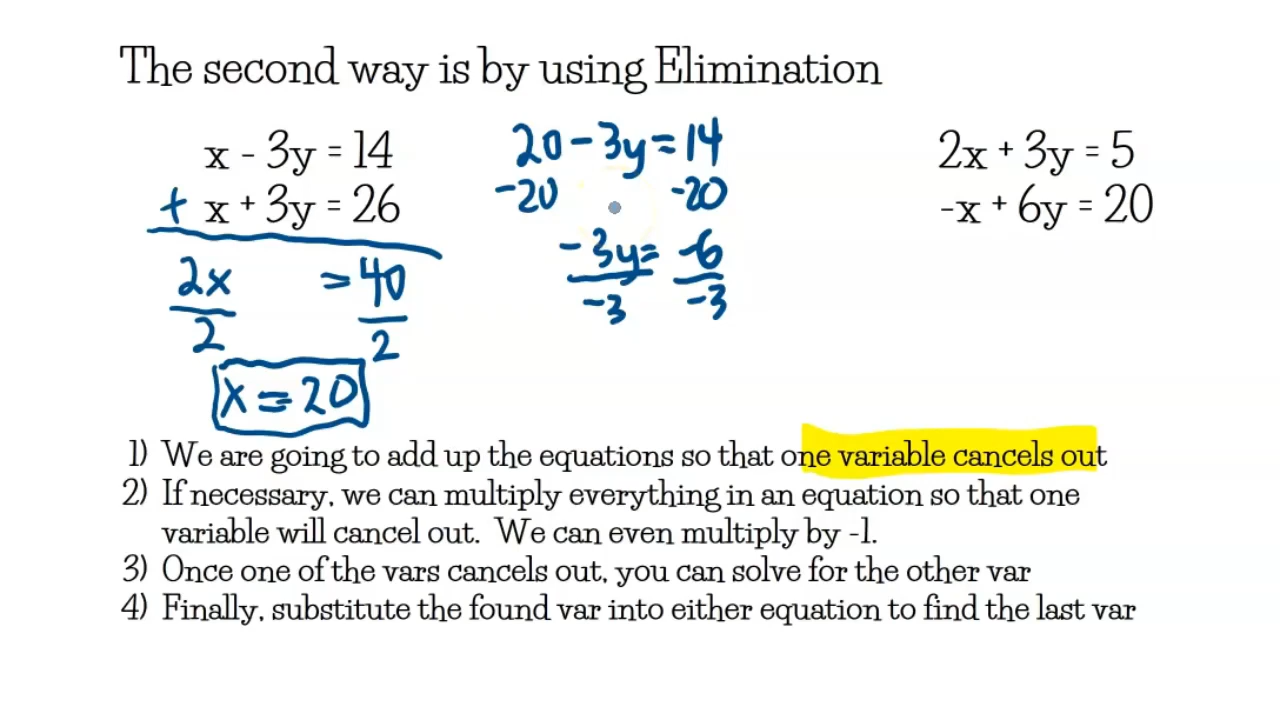 The second way is by using Elimination
x - 3y = 14
+ x + 3y = 26
2x = 40
2 2
x = 20
20 - 3y = 14
-20 -20
-3y = -6
-3 -3
2x + 3y = 5
-x + 6y = 20
1) We are going to add up the equations so that one variable cancels out
2) If necessary, we can multiply everything in an equation so that one
variable will cancel out. We can even multiply by -1.
3) Once one of the vars cancels out, you can solve for the other var
4) Finally, substitute the found var into either equation to find the last var